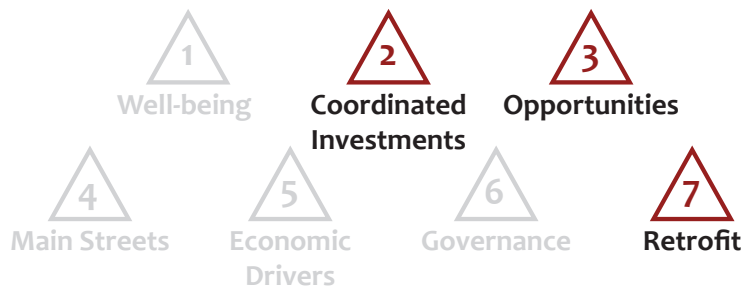 1 2 3
Well-being Coordinated Opportunities
Investments
4 5 6 7
Main Streets Economic Governance Retrofit
Drivers